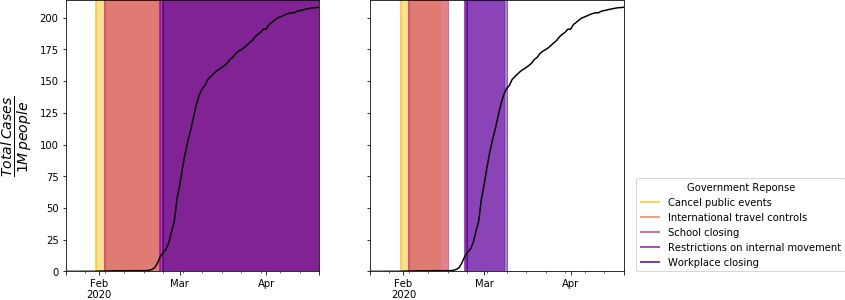 Total Cases
1M people
200
175
150
125
100
75
50
25
0
Feb
2020
Mar
Apr
Feb
2020
Mar
Apr
Government Reponse
Cancel public events
International travel controls
School closing
Restrictions on internal movement
Workplace closing